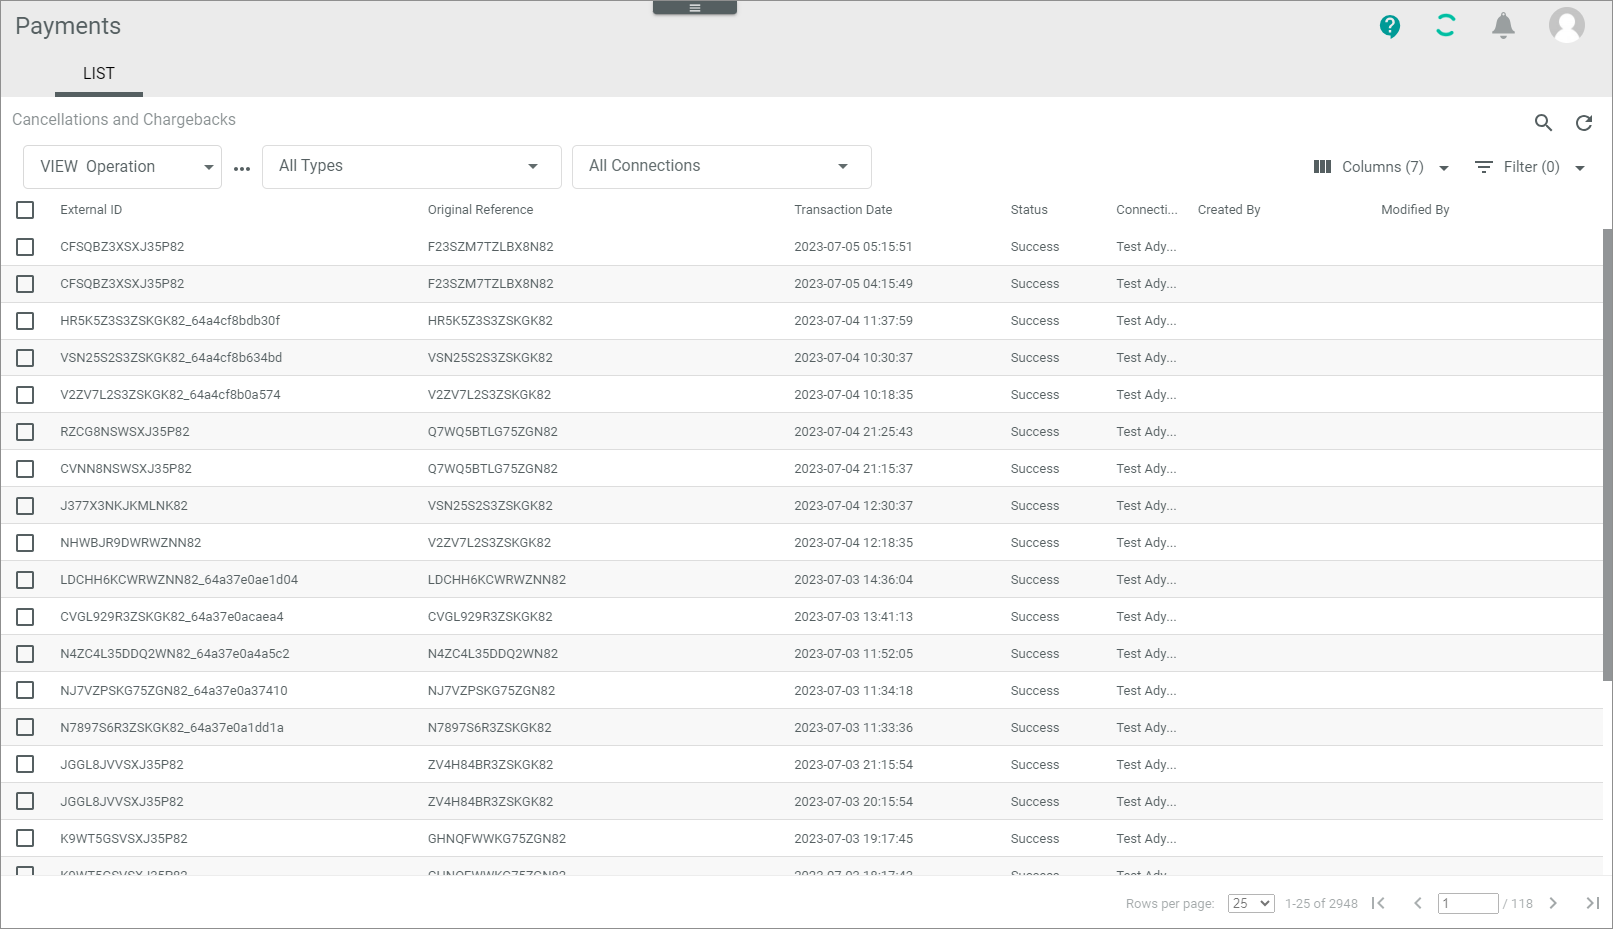 Payments
LIST
Cancellations and Chargebacks
VIEW Operation ... All Types All Connections Columns (7) Filter (0)
External ID Original Reference Transaction Date Status Connecti... Created By Modified By
CFSQBZ3XSXJ35P82 F23SZM7TZLBX8N82 2023-07-05 05:15:51 Success Test Ady...
CFSQBZ3XSXJ35P82 F23SZM7TZLBX8N82 2023-07-05 04:15:49 Success Test Ady...
HR5K5Z3S3ZSKGK82_64a4cf8bdb30f HR5K5Z3S3ZSKGK82 2023-07-04 11:37:59 Success Test Ady...
VSN25S2S3ZSKGK82_64a4cf8b634bd VSN25S2S3ZSKGK82 2023-07-04 10:30:37 Success Test Ady...
V2ZV7L2S3ZSKGK82_64a4cf8b0a574 V2ZV7L2S3ZSKGK82 2023-07-04 10:18:35 Success Test Ady...
RZCG8NSWSXJ35P82 Q7WQ5BTLG75ZGN82 2023-07-04 21:25:43 Success Test Ady...
CVNN8NSWSXJ35P82 Q7WQ5BTLG75ZGN82 2023-07-04 21:15:37 Success Test Ady...
J377X3NKJKMLNK82 VSN25S2S3ZSKGK82 2023-07-04 12:30:37 Success Test Ady...
NHWBJR9DWRWZNN82 V2ZV7L2S3ZSKGK82 2023-07-04 12:18:35 Success Test Ady...
LDCHH6KCWRWZNN82_64a37e0ae1d04 LDCHH6KCWRWZNN82 2023-07-03 14:36:04 Success Test Ady...
CVGL929R3ZSKGK82_64a37e0acaea4 CVGL929R3ZSKGK82 2023-07-03 13:41:13 Success Test Ady...
N4ZC4L35DDQ2WN82_64a37e0a4a5c2 N4ZC4L35DDQ2WN82 2023-07-03 11:52:05 Success Test Ady...
NJ7VZPSKG75ZGN82_64a37e0a37410 NJ7VZPSKG75ZGN82 2023-07-03 11:34:18 Success Test Ady...
N7897S6R3ZSKGK82_64a37e0a1dd1a N7897S6R3ZSKGK82 2023-07-03 11:33:36 Success Test Ady...
JGGL8JVVSXJ35P82 ZV4H84BR3ZSKGK82 2023-07-03 21:15:54 Success Test Ady...
JGGL8JVVSXJ35P82 ZV4H84BR3ZSKGK82 2023-07-03 20:15:54 Success Test Ady...
K9WT5GSVSXJ35P82 GHNQFWWKG75ZGN82 2023-07-03 19:17:45 Success Test Ady...
K9WT5GSVSXJ35P82 GHNQFWWKG75ZGN82 2023-07-03 Success Test Ady...
Rows per page: 25 1-25 of 2948 1 / 118